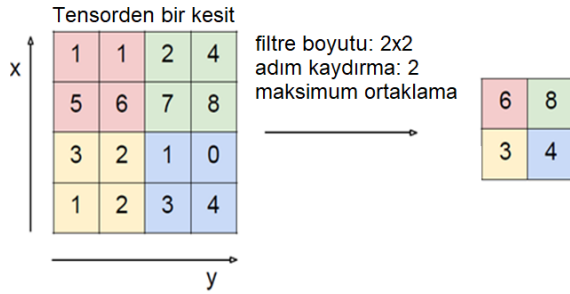 Tensorden bir kesit
x
1 1 2 4
5 6 7 8
3 2 1 0
1 2 3 4
y
filtre boyutu: 2x2
adım kaydırma: 2
maksimum ortaklama
6 8
3 4